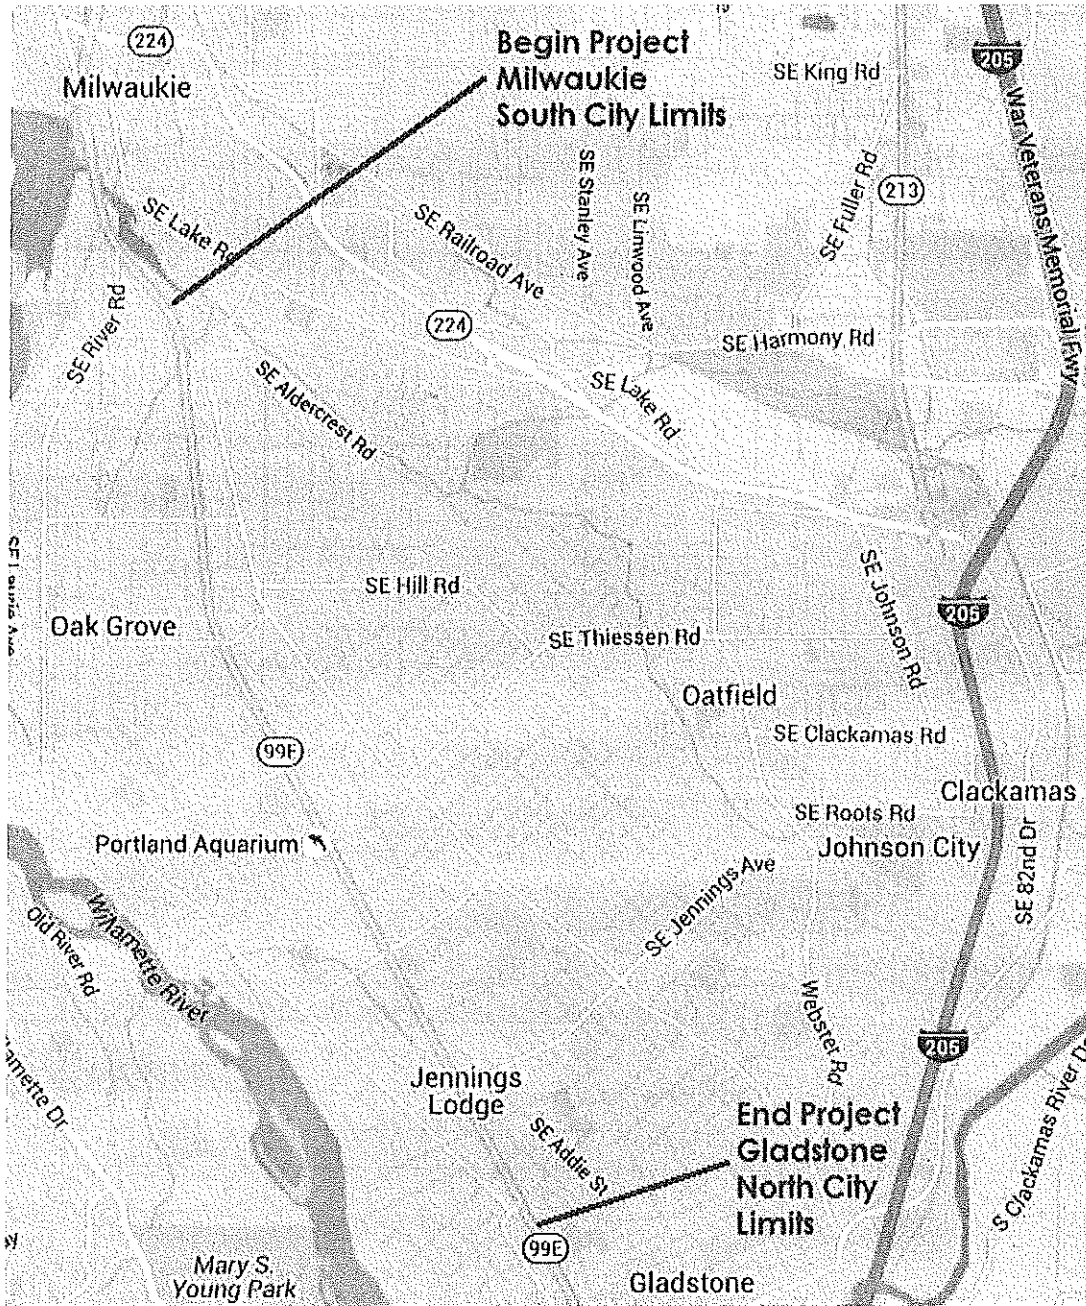 224
Milwaukie
Begin Project
Milwaukie
South City Limits
SE King Rd
205
War Veterans Memorial Fwy
SE Stanley Ave
SE Linwood Ave
SE Fuller Rd
213
SE Lake Rd
SE Railroad Ave
SE River Rd
224
SE Harmony Rd
SE Aldercrest Rd
SE Lake Rd
SE Hill Rd
SE Johnson Rd
205
Oak Grove
SE Thiessen Rd
Oatfield
SE Clackamas Rd
99E
Clackamas
SE Roots Rd
Portland Aquarium
Johnson City
SE 82nd Dr
SE Jennings Ave
Willamette River
Old River Rd
Webster Rd
205
lamette Dr
Jennings
Lodge
SE Addie St
End Project
Gladstone
North City
Limits
S Clackamas River D
99E
Mary S.
Young Park
Gladstone